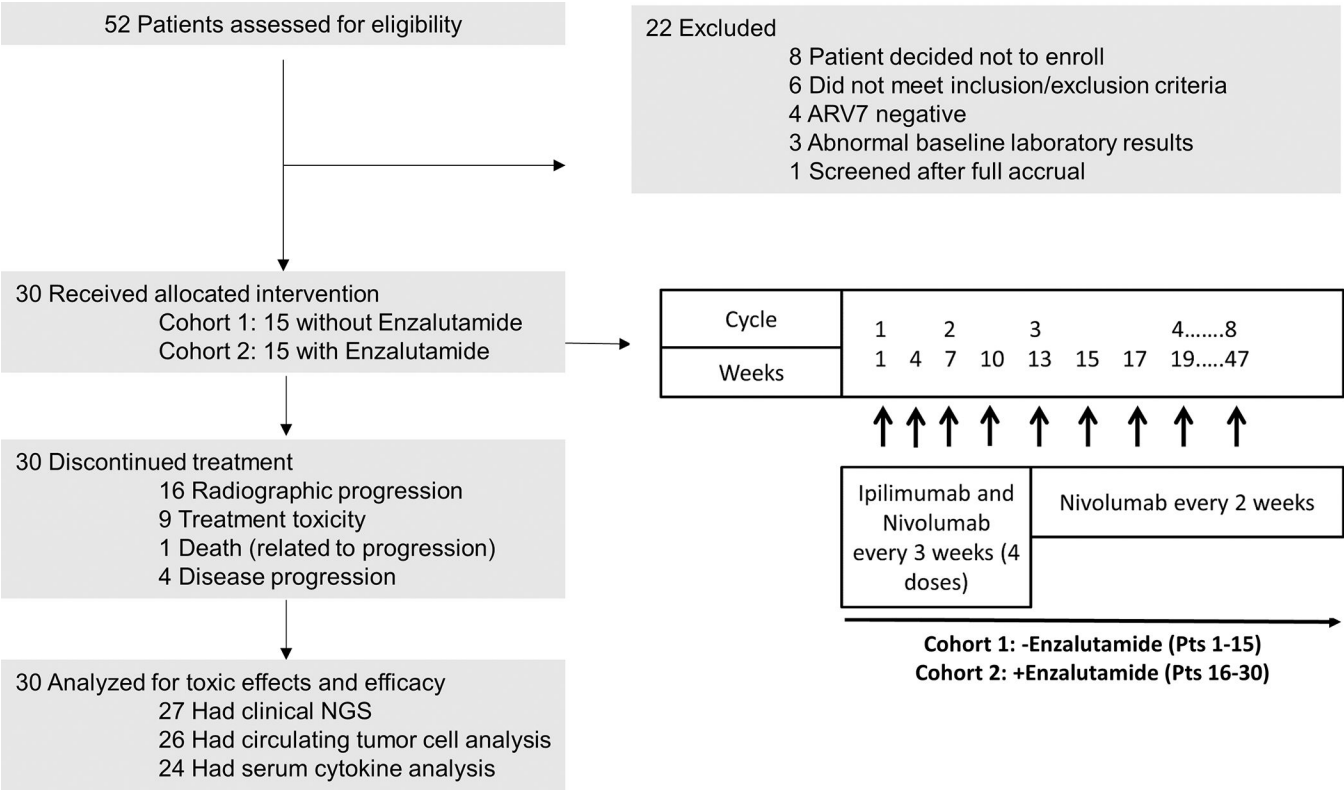 52 Patients assessed for eligibility
22 Excluded
8 Patient decided not to enroll
6 Did not meet inclusion/exclusion criteria
4 ARV7 negative
3 Abnormal baseline laboratory results
1 Screened after full accrual
30 Received allocated intervention
Cohort 1: 15 without Enzalutamide
Cohort 2: 15 with Enzalutamide
Cycle
1 2 3 4.......8
Weeks
1 4 7 10 13 15 17 19.....47
Ipilimumab and
Nivolumab
every 3 weeks (4
doses)
Nivolumab every 2 weeks
Cohort 1: -Enzalutamide (Pts 1-15)
Cohort 2: +Enzalutamide (Pts 16-30)
30 Discontinued treatment
16 Radiographic progression
9 Treatment toxicity
1 Death (related to progression)
4 Disease progression
30 Analyzed for toxic effects and efficacy
27 Had clinical NGS
26 Had circulating tumor cell analysis
24 Had serum cytokine analysis